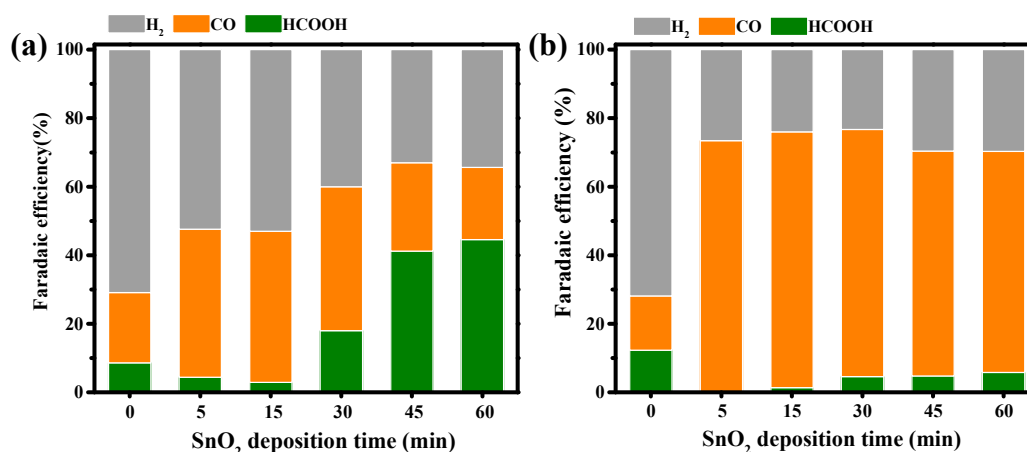 (a)
H₂ CO HCOOH
100
80
60
40
20
0
Faradaic efficiency(%)
0 5 15 30 45 60
SnO₂ deposition time (min)
(b)
H₂ CO HCOOH
100
80
60
40
20
0
Faradaic efficiency (%)
0 5 15 30 45 60
SnO₂ deposition time (min)